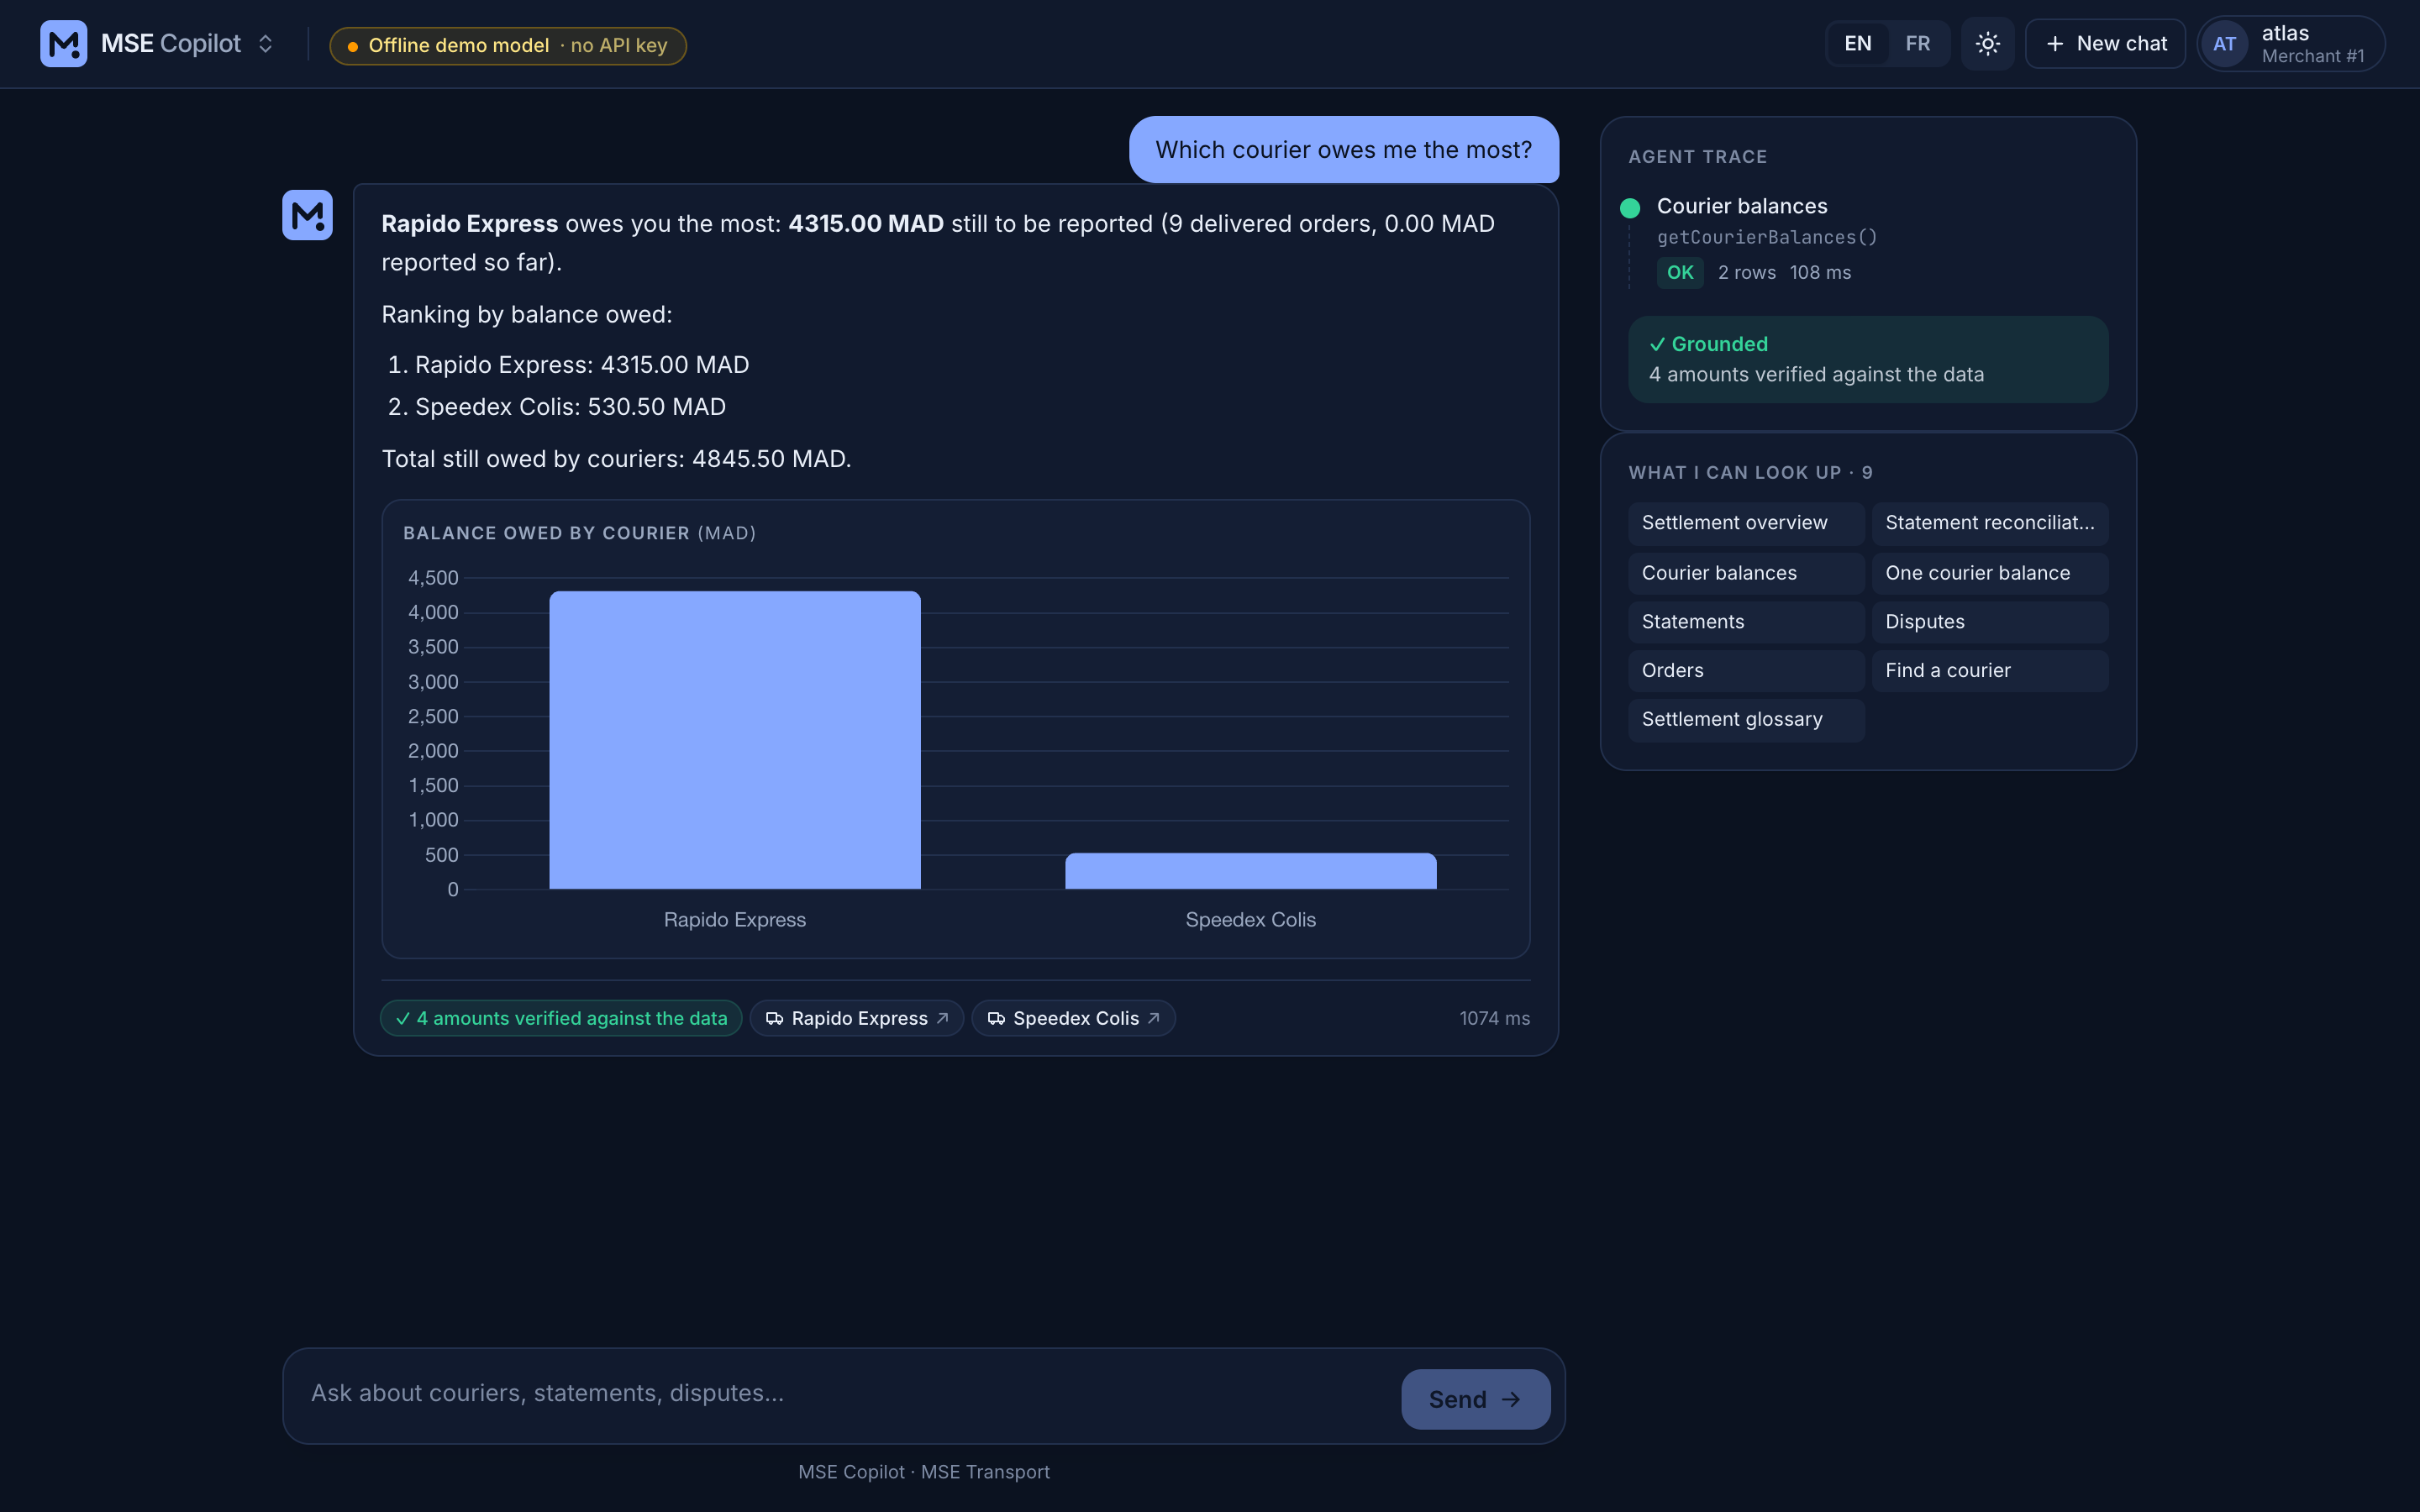 MSE Copilot
Offline demo model · no API key
EN FR
+ New chat
AT
atlas
Merchant #1
Which courier owes me the most?
Rapido Express owes you the most: 4315.00 MAD still to be reported (9 delivered orders, 0.00 MAD
reported so far).
Ranking by balance owed:
1. Rapido Express: 4315.00 MAD
2. Speedex Colis: 530.50 MAD
Total still owed by couriers: 4845.50 MAD.
BALANCE OWED BY COURIER (MAD)
4,500
4,000
3,500
3,000
2,500
2,000
1,500
1,000
500
0
Rapido Express
Speedex Colis
✓ 4 amounts verified against the data
Rapido Express ↗
Speedex Colis ↗
1074 ms
AGENT TRACE
Courier balances
getCourierBalances()
OK 2 rows 108 ms
✓ Grounded
4 amounts verified against the data
WHAT I CAN LOOK UP · 9
Settlement overview
Statement reconciliat...
Courier balances
One courier balance
Statements
Disputes
Orders
Find a courier
Settlement glossary
Ask about couriers, statements, disputes...
Send →
MSE Copilot · MSE Transport